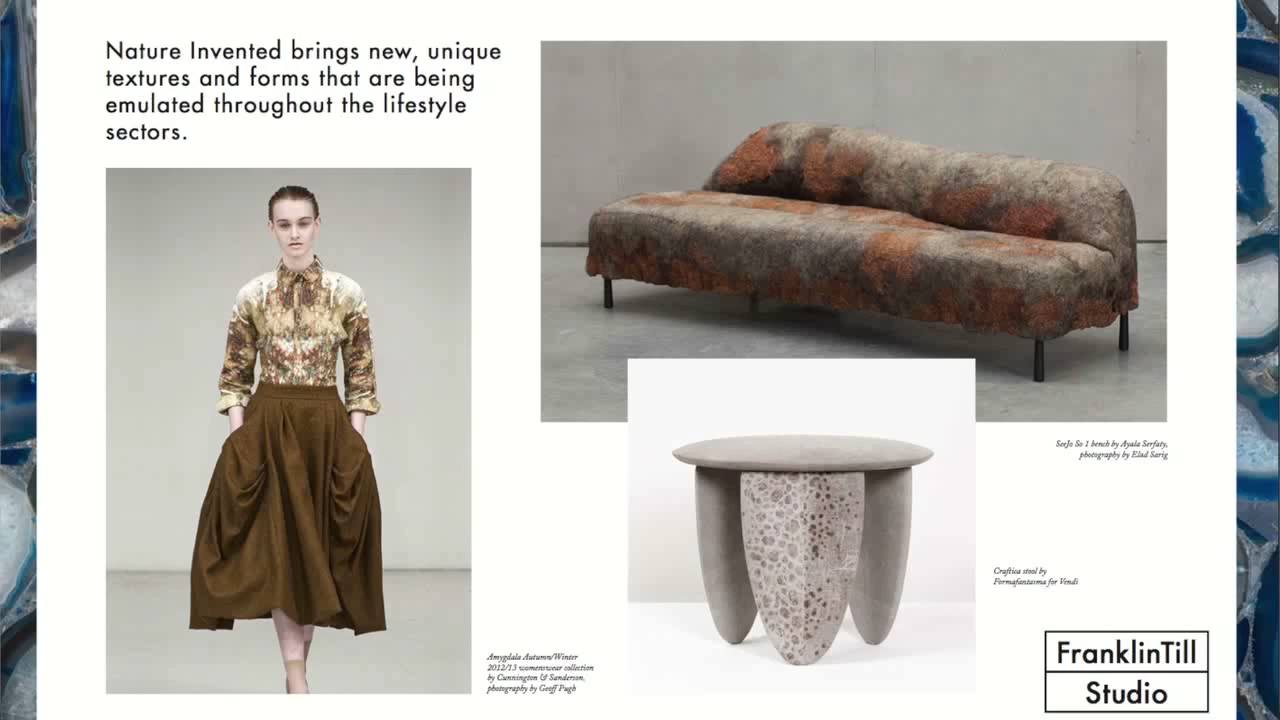 Nature Invented brings new, unique
textures and forms that are being
emulated throughout the lifestyle
sectors.
SeeJo So 1 bench by Ayala Serfaty,
photography by Elad Sarig
Craftica stool by
Formafantasma for Vendi
Amygdala Autumn/Winter
2012/13 womenswear collection
by Cunnington & Sanderson,
photography by Geoff Pugh
FranklinTill
Studio